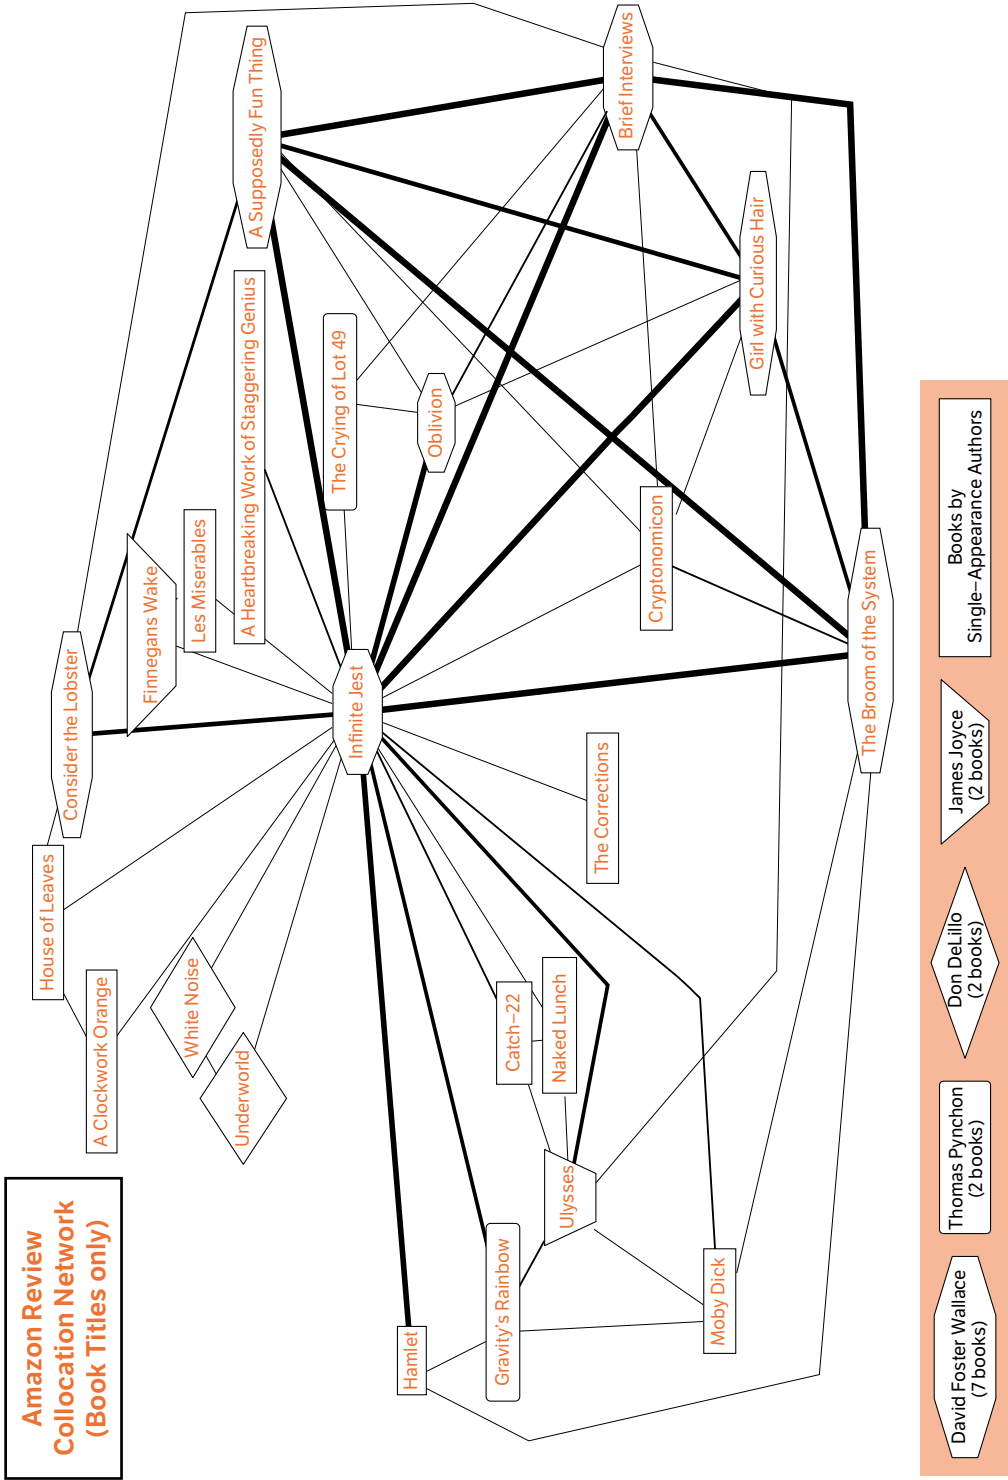 Amazon Review
Collocation Network
(Book Titles only)
Hamlet
Gravity's Rainbow
Moby Dick
Ulysses
Underworld
A Clockwork Orange
White Noise
Catch–22
Naked Lunch
House of Leaves
The Corrections
Consider the Lobster
Infinite Jest
The Broom of the System
Finnegans Wake
Les Miserables
A Heartbreaking Work of Staggering Genius
Cryptonomicon
The Crying of Lot 49
Oblivion
Girl with Curious Hair
A Supposedly Fun Thing
Brief Interviews
David Foster Wallace
(7 books)
Thomas Pynchon
(2 books)
Don DeLillo
(2 books)
James Joyce
(2 books)
Books by
Single–Appearance Authors